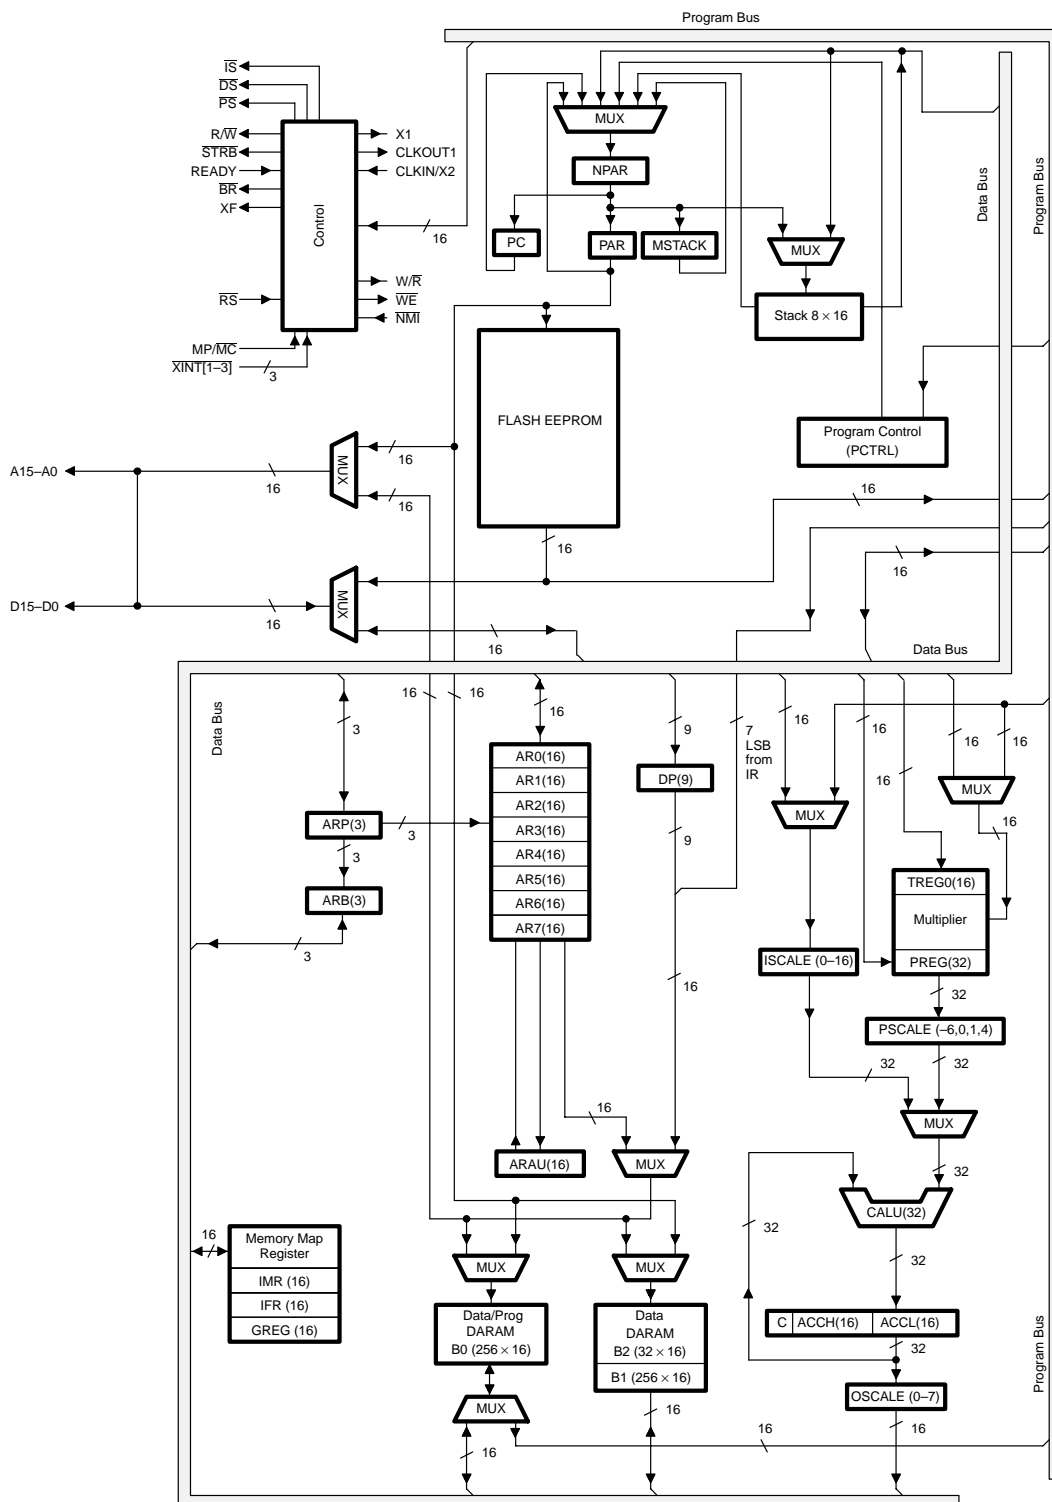 Program Bus
IS
DS
PS
R/W
STRB
READY
BR
XF
RS
MP/MC
XINT[1–3]
3
Control
X1
CLKOUT1
CLKIN/X2
16
W/R
WE
NMI
MUX
NPAR
PC
PAR
MSTACK
MUX
Stack 8 × 16
Data Bus
Program Bus
FLASH EEPROM
Program Control
(PCTRL)
A15–A0
16
MUX
16
16
16
16
16
D15–D0
16
MUX
16
Data Bus
Data Bus
3
16
16
16
9
7
LSB
from
IR
16
16
16
16
16
AR0(16)
AR1(16)
AR2(16)
AR3(16)
AR4(16)
AR5(16)
AR6(16)
AR7(16)
DP(9)
9
MUX
MUX
16
ARP(3)
3
3
ARB(3)
3
TREG0(16)
Multiplier
PREG(32)
ISCALE (0–16)
16
32
PSCALE (–6,0,1,4)
32
32
MUX
16
ARAU(16)
MUX
32
CALU(32)
32
32
16
Memory Map
Register
IMR (16)
IFR (16)
GREG (16)
MUX
MUX
Data/Prog
DARAM
B0 (256 × 16)
Data
DARAM
B2 (32 × 16)
B1 (256 × 16)
C
ACCH(16)
ACCL(16)
32
OSCALE (0–7)
MUX
16
16
16
16
Program Bus